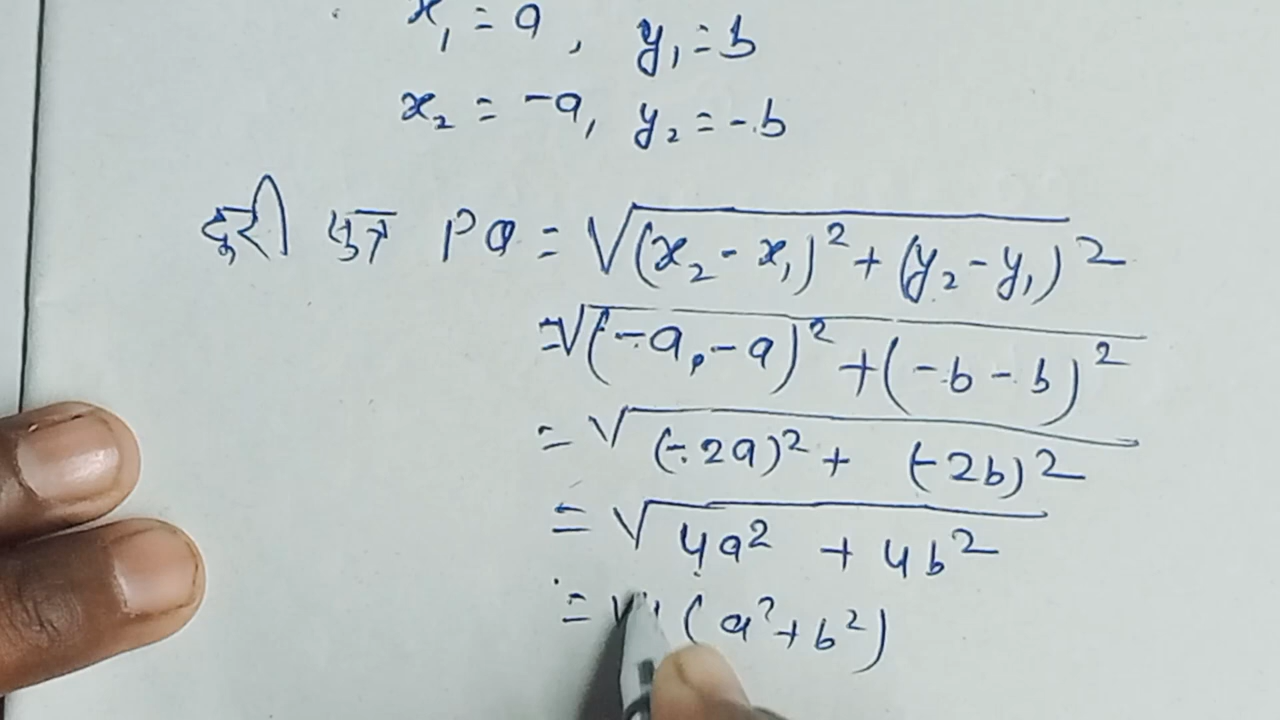 x₁ = a, y₁ = b
x₂ = -a, y₂ = -b
दूरी सूत्र PQ = √(x₂ - x₁)² + (y₂ - y₁)²
= √(-a - a)² + (-b - b)²
= √(-2a)² + (-2b)²
= √4a² + 4b²
= √ (a² + b²)